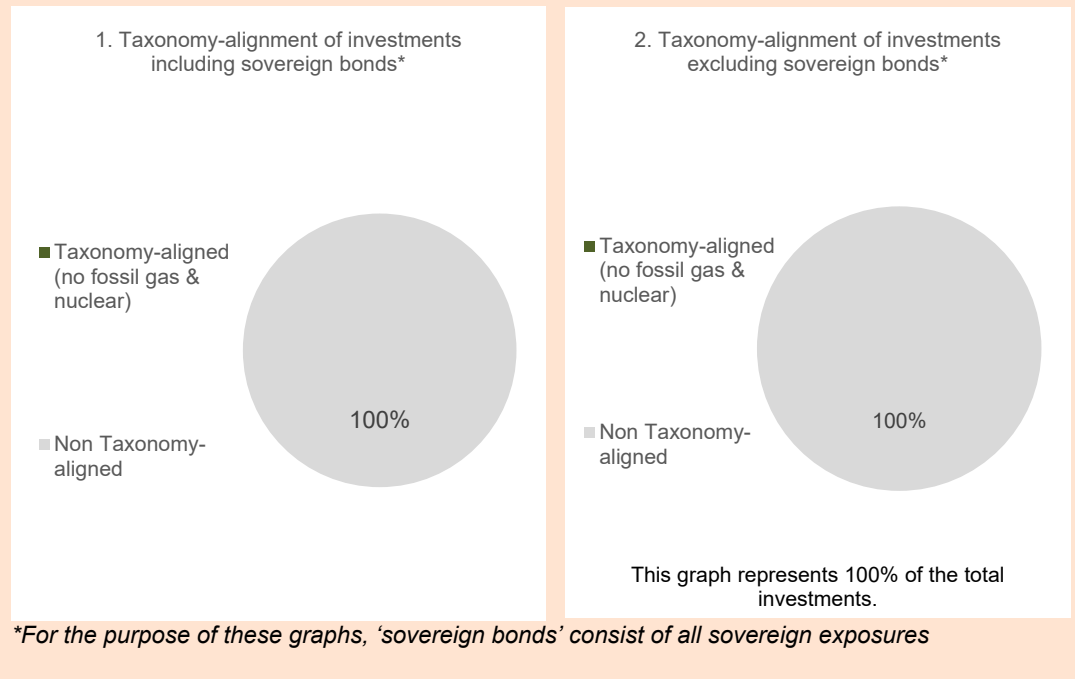 1. Taxonomy-alignment of investments
including sovereign bonds*
Taxonomy-aligned
(no fossil gas &
nuclear)
Non Taxonomy-
aligned
100%
2. Taxonomy-alignment of investments
excluding sovereign bonds*
Taxonomy-aligned
(no fossil gas &
nuclear)
Non Taxonomy-
aligned
100%
This graph represents 100% of the total
investments.
*For the purpose of these graphs, ‘sovereign bonds’ consist of all sovereign exposures